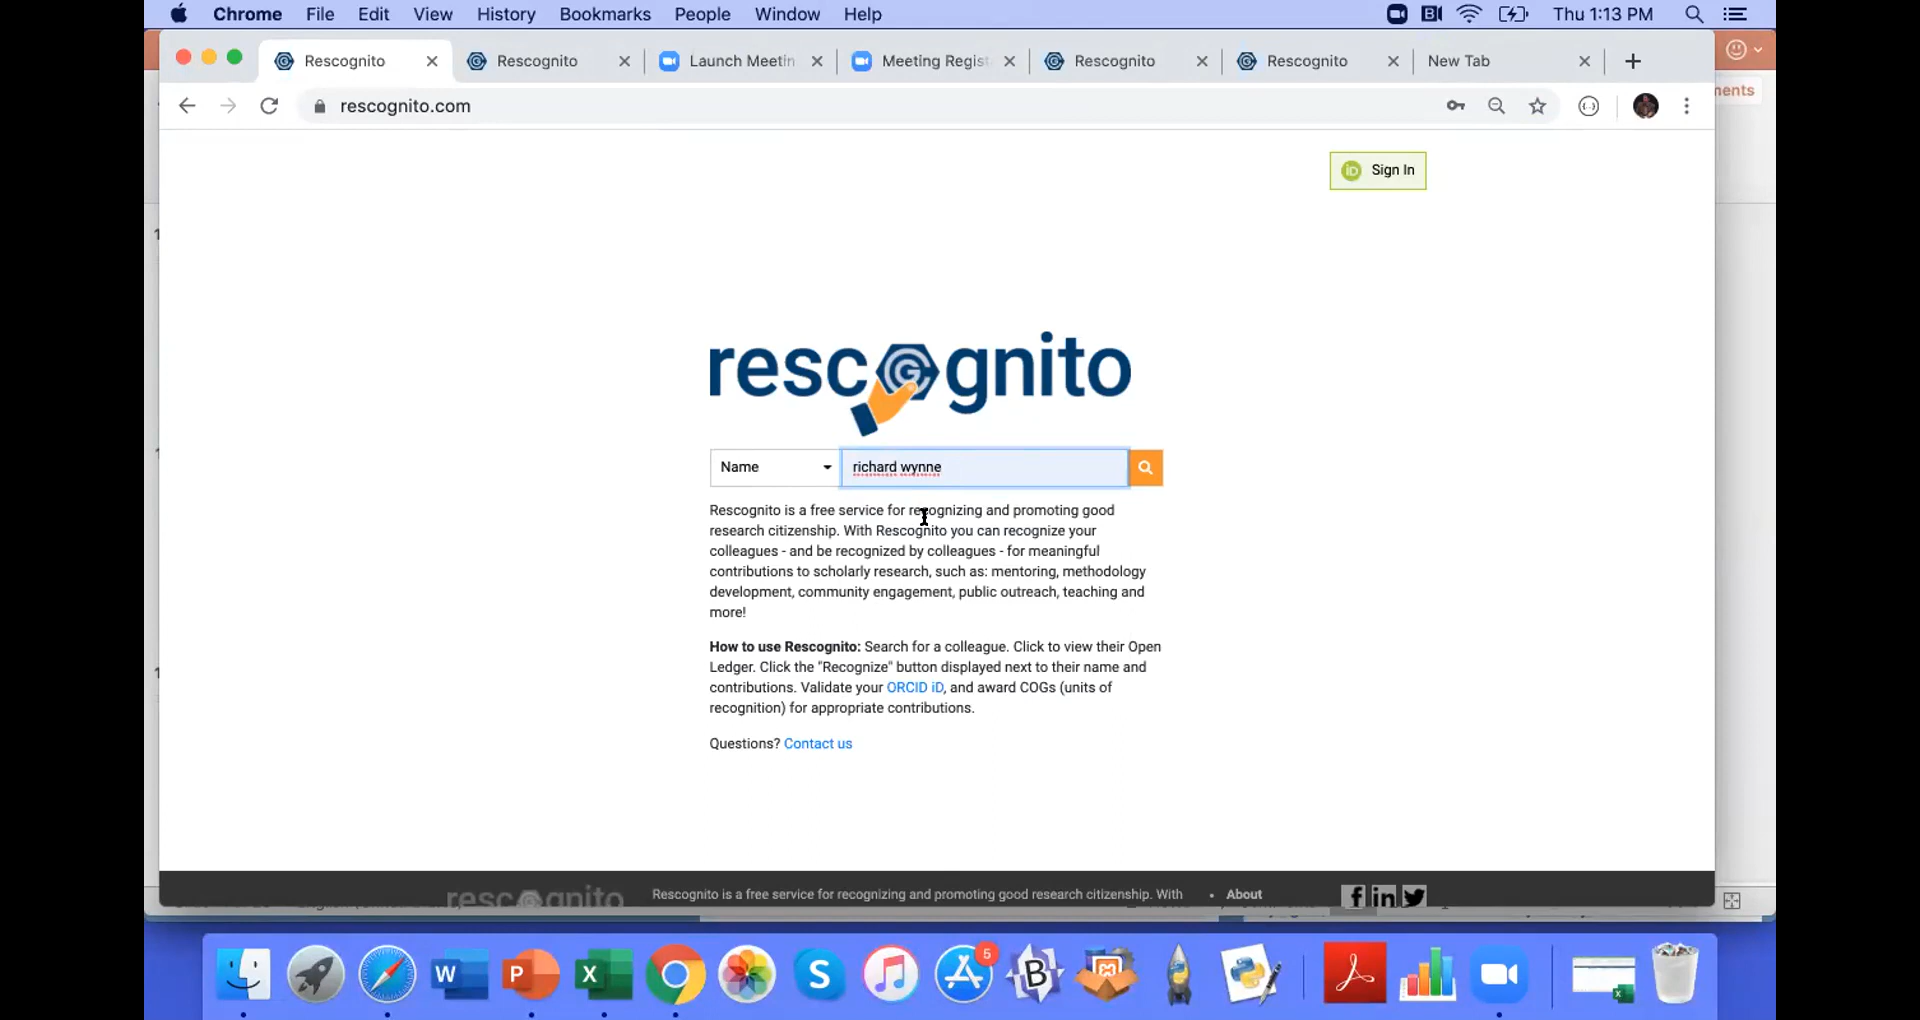 Chrome File Edit View History Bookmarks People Window Help Thu 1:13 PM
Rescognito Rescognito Launch Meetin Meeting Regist Rescognito Rescognito New Tab
rescognito.com
nents
iD Sign In
rescognito
Name richard wynne
Rescognito is a free service for recognizing and promoting good
research citizenship. With Rescognito you can recognize your
colleagues - and be recognized by colleagues - for meaningful
contributions to scholarly research, such as: mentoring, methodology
development, community engagement, public outreach, teaching and
more!
How to use Rescognito: Search for a colleague. Click to view their Open
Ledger. Click the "Recognize" button displayed next to their name and
contributions. Validate your ORCID iD, and award COGs (units of
recognition) for appropriate contributions.
Questions? Contact us
rescognito Rescognito is a free service for recognizing and promoting good research citizenship. With • About
W P X S 5 B